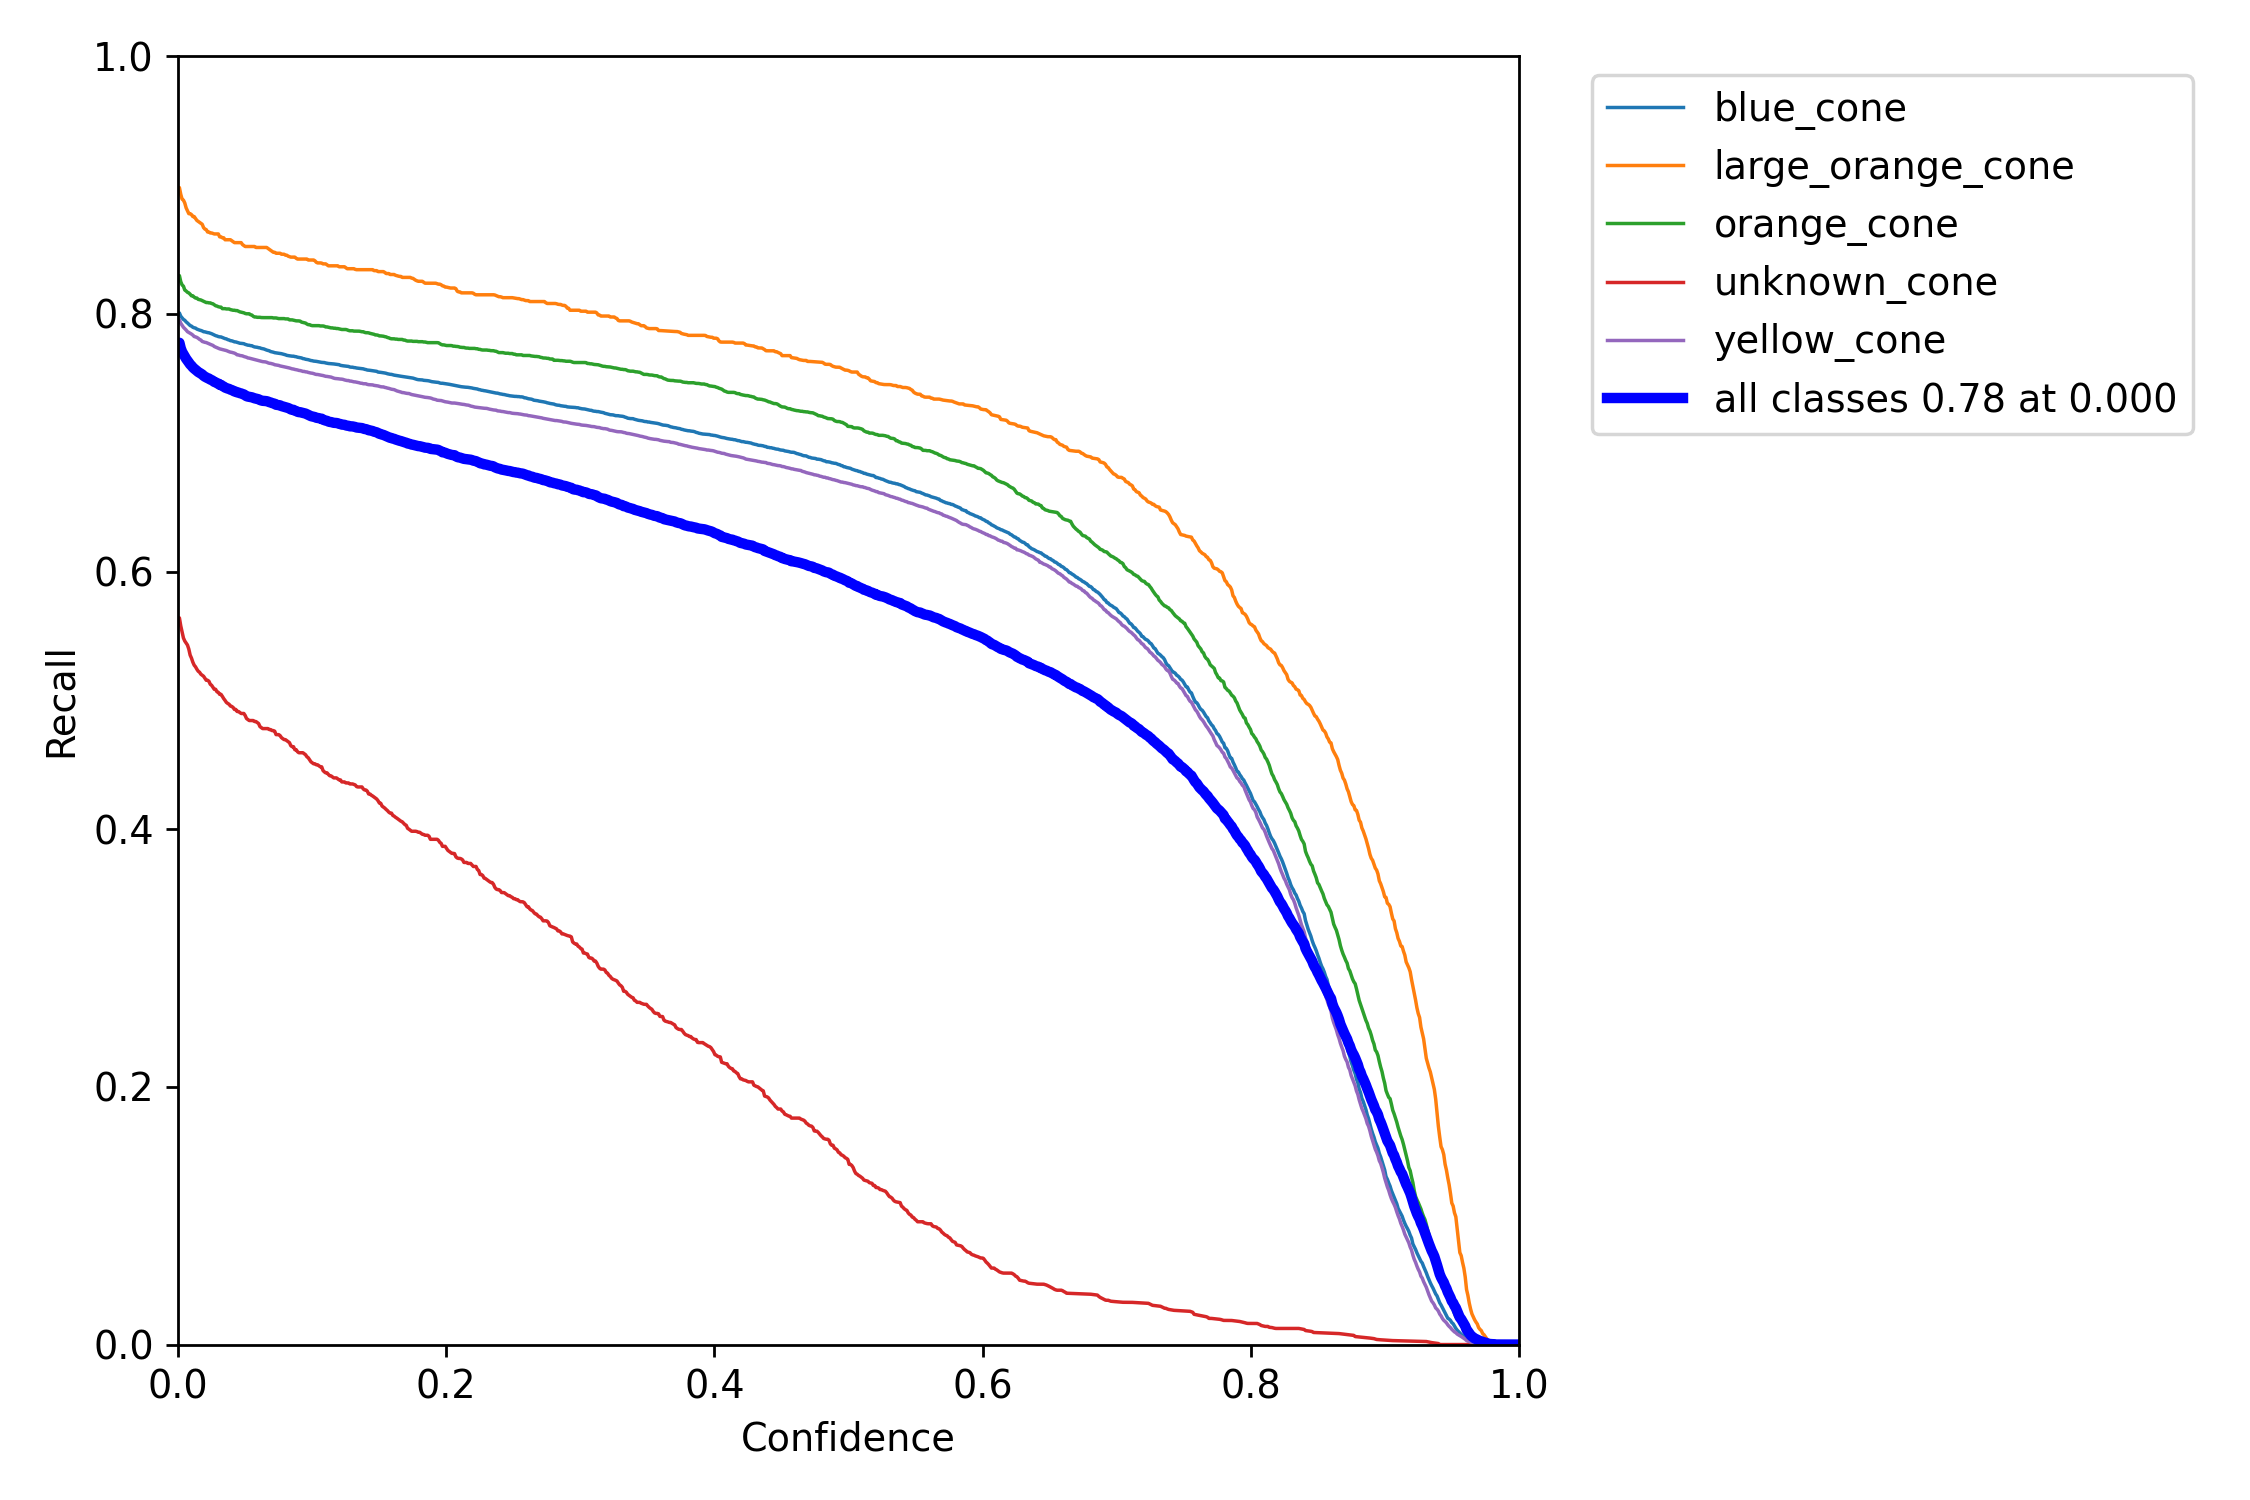 1.0
0.8
0.6
0.4
0.2
0.0
Recall
0.0 0.2 0.4 0.6 0.8 1.0
Confidence
blue_cone
large_orange_cone
orange_cone
unknown_cone
yellow_cone
all classes 0.78 at 0.000